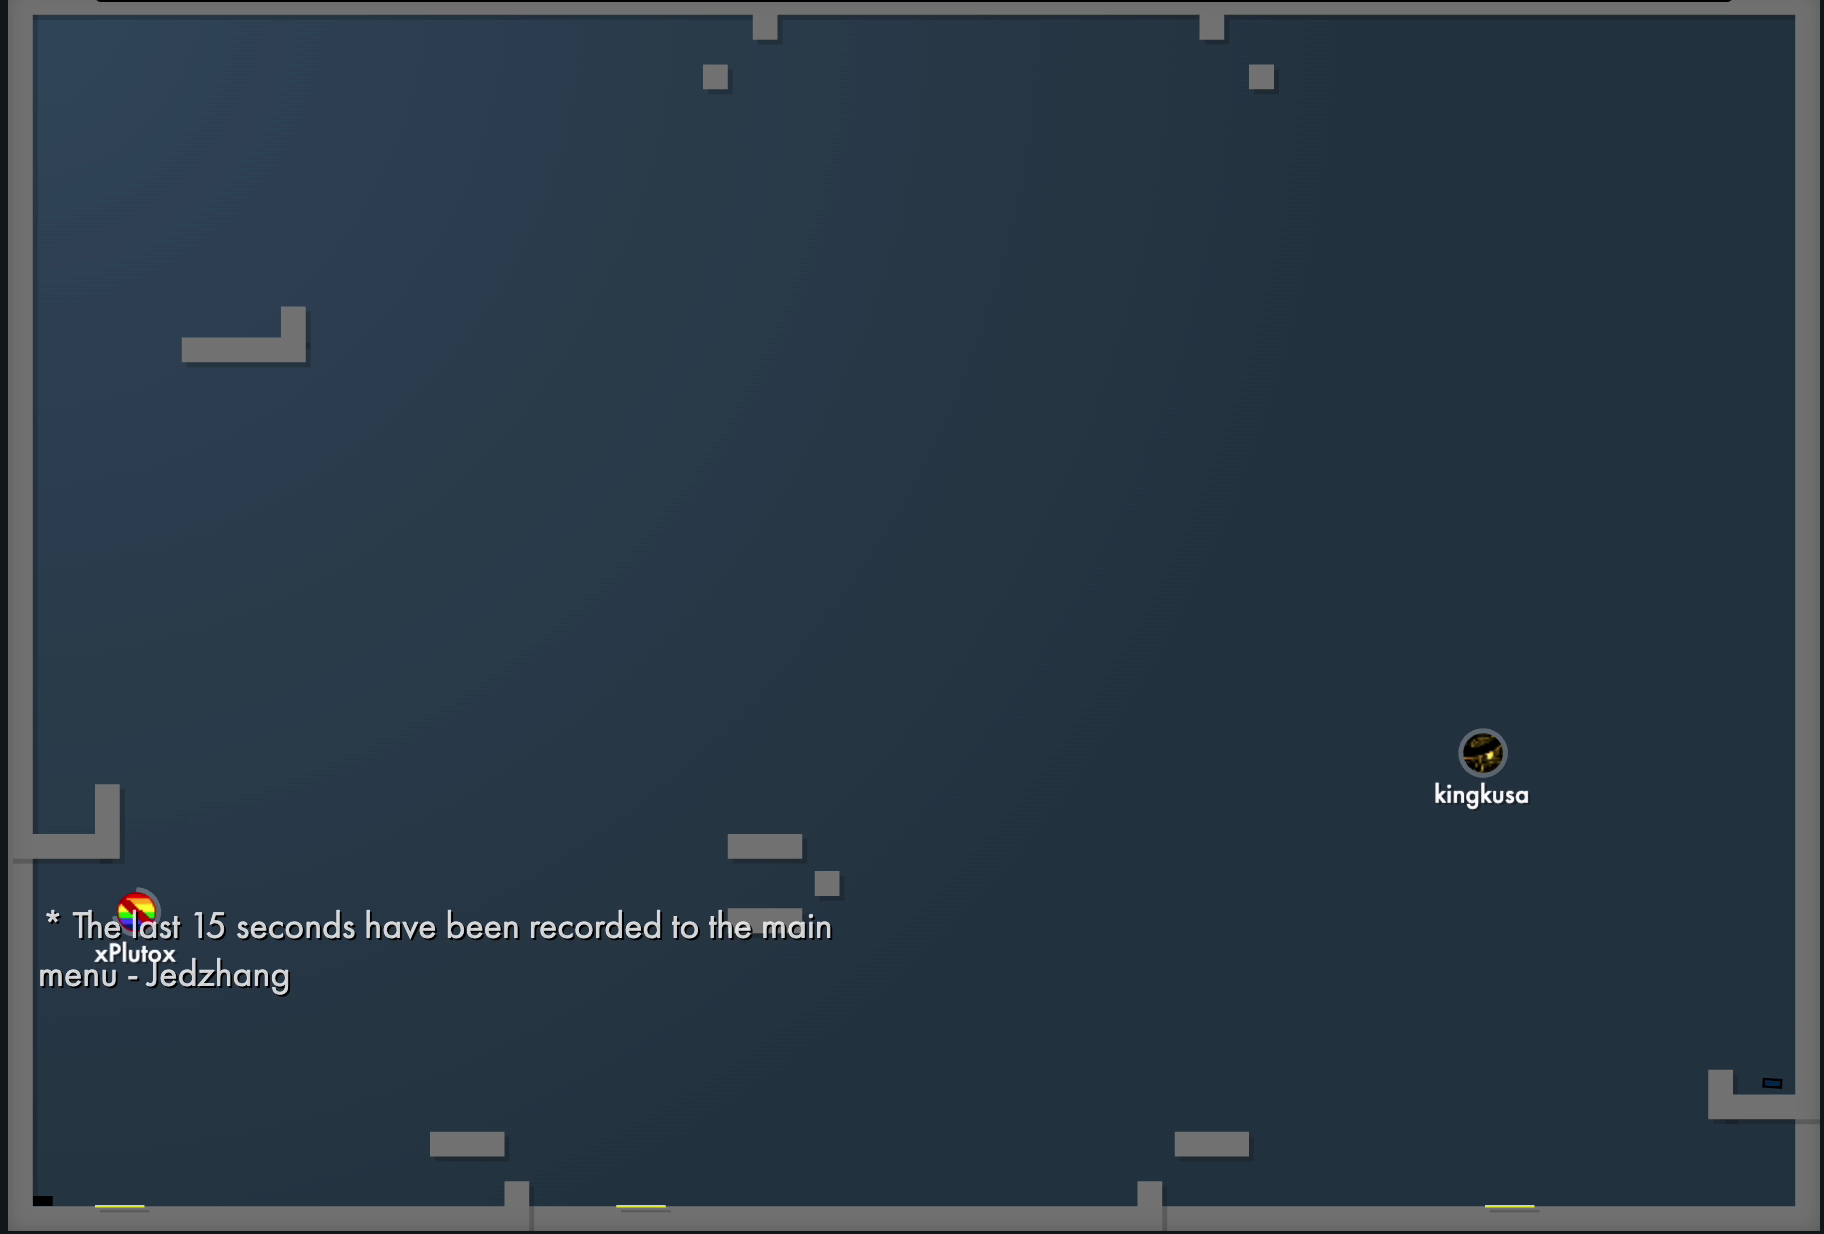 kingkusa
* The last 15 seconds have been recorded to the main
xPlutox
menu - Jedzhang